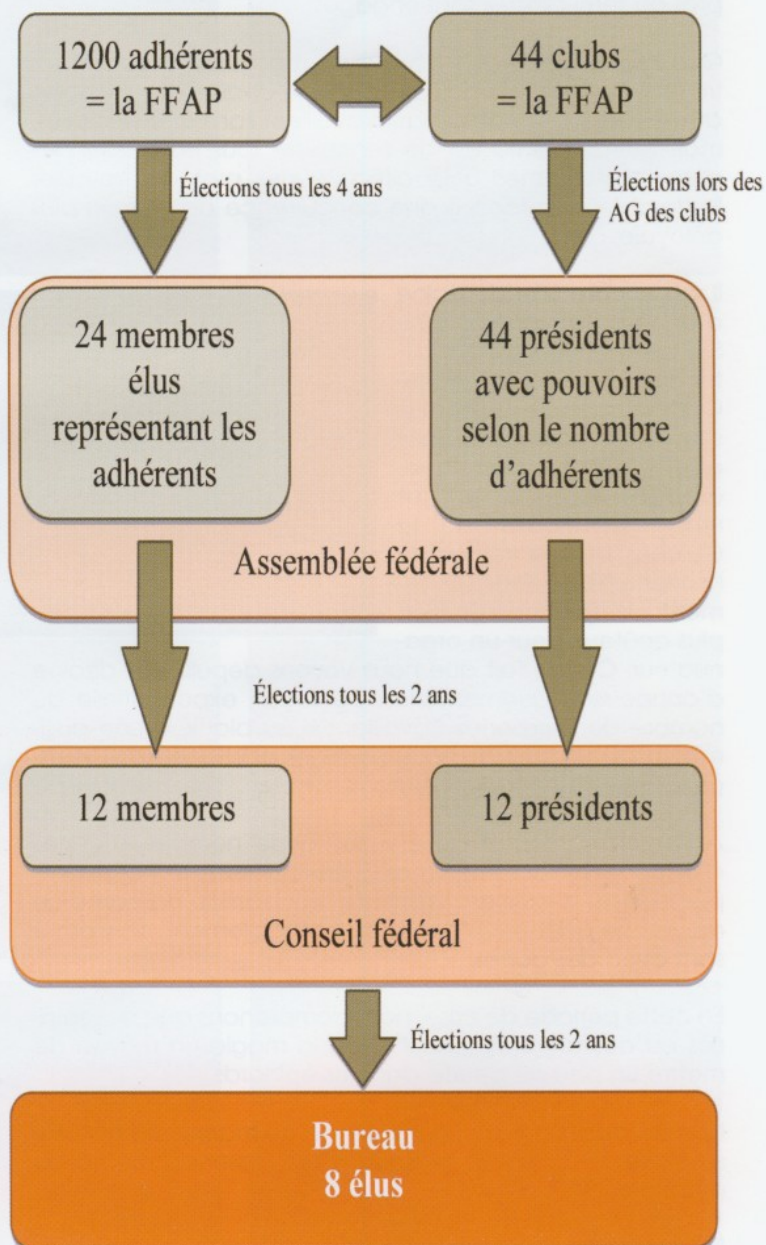 1200 adhérents
= la FFAP
44 clubs
= la FFAP
Élections tous les 4 ans
Élections lors des
AG des clubs
24 membres
élus
représentant les
adhérents
44 présidents
avec pouvoirs
selon le nombre
d’adhérents
Assemblée fédérale
Élections tous les 2 ans
12 membres
12 présidents
Conseil fédéral
Élections tous les 2 ans
Bureau
8 élus